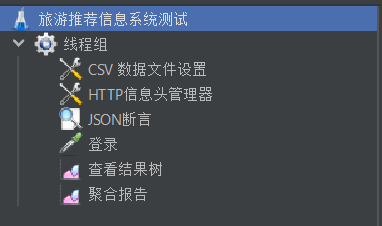 旅游推荐信息系统测试
线程组
CSV 数据文件设置
HTTP信息头管理器
JSON断言
登录
查看结果树
聚合报告